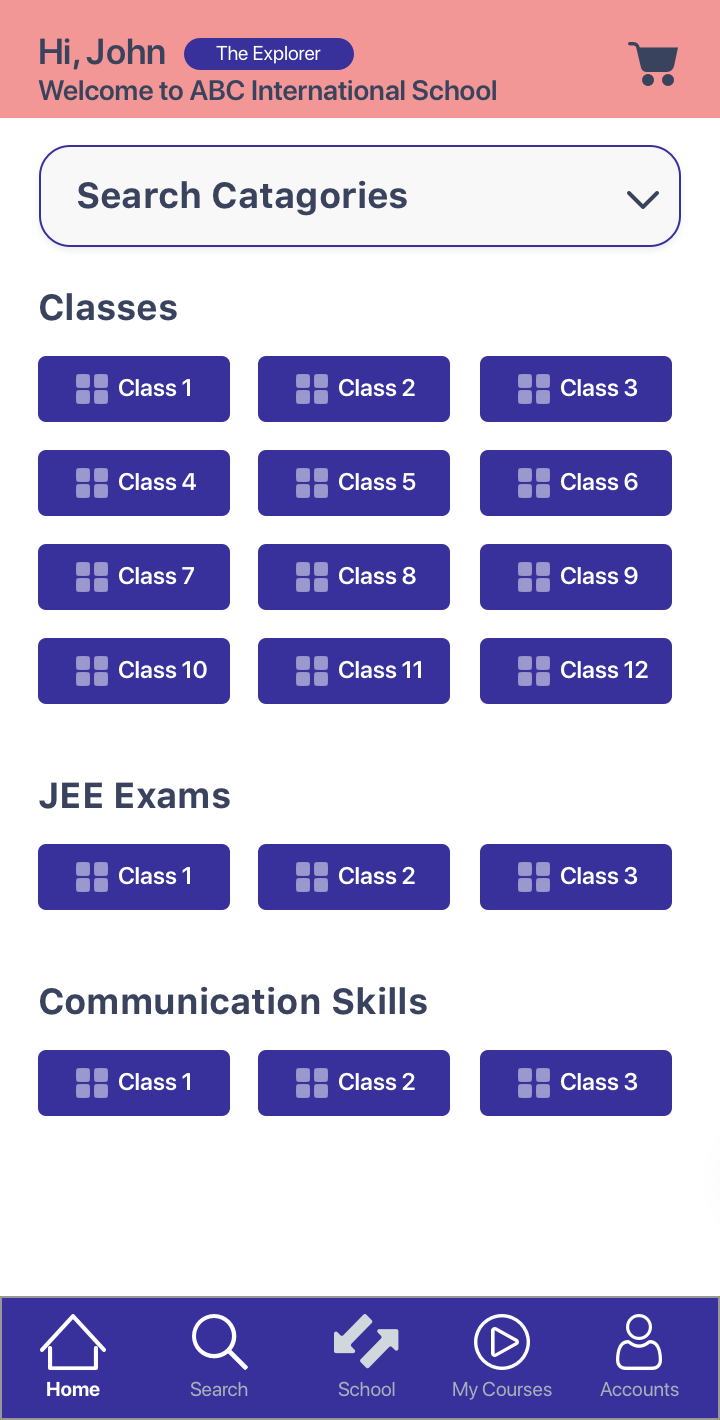 Hi, John The Explorer
Welcome to ABC International School
Search Catagories
Classes
Class 1 Class 2 Class 3
Class 4 Class 5 Class 6
Class 7 Class 8 Class 9
Class 10 Class 11 Class 12
JEE Exams
Class 1 Class 2 Class 3
Communication Skills
Class 1 Class 2 Class 3
Home Search School My Courses Accounts